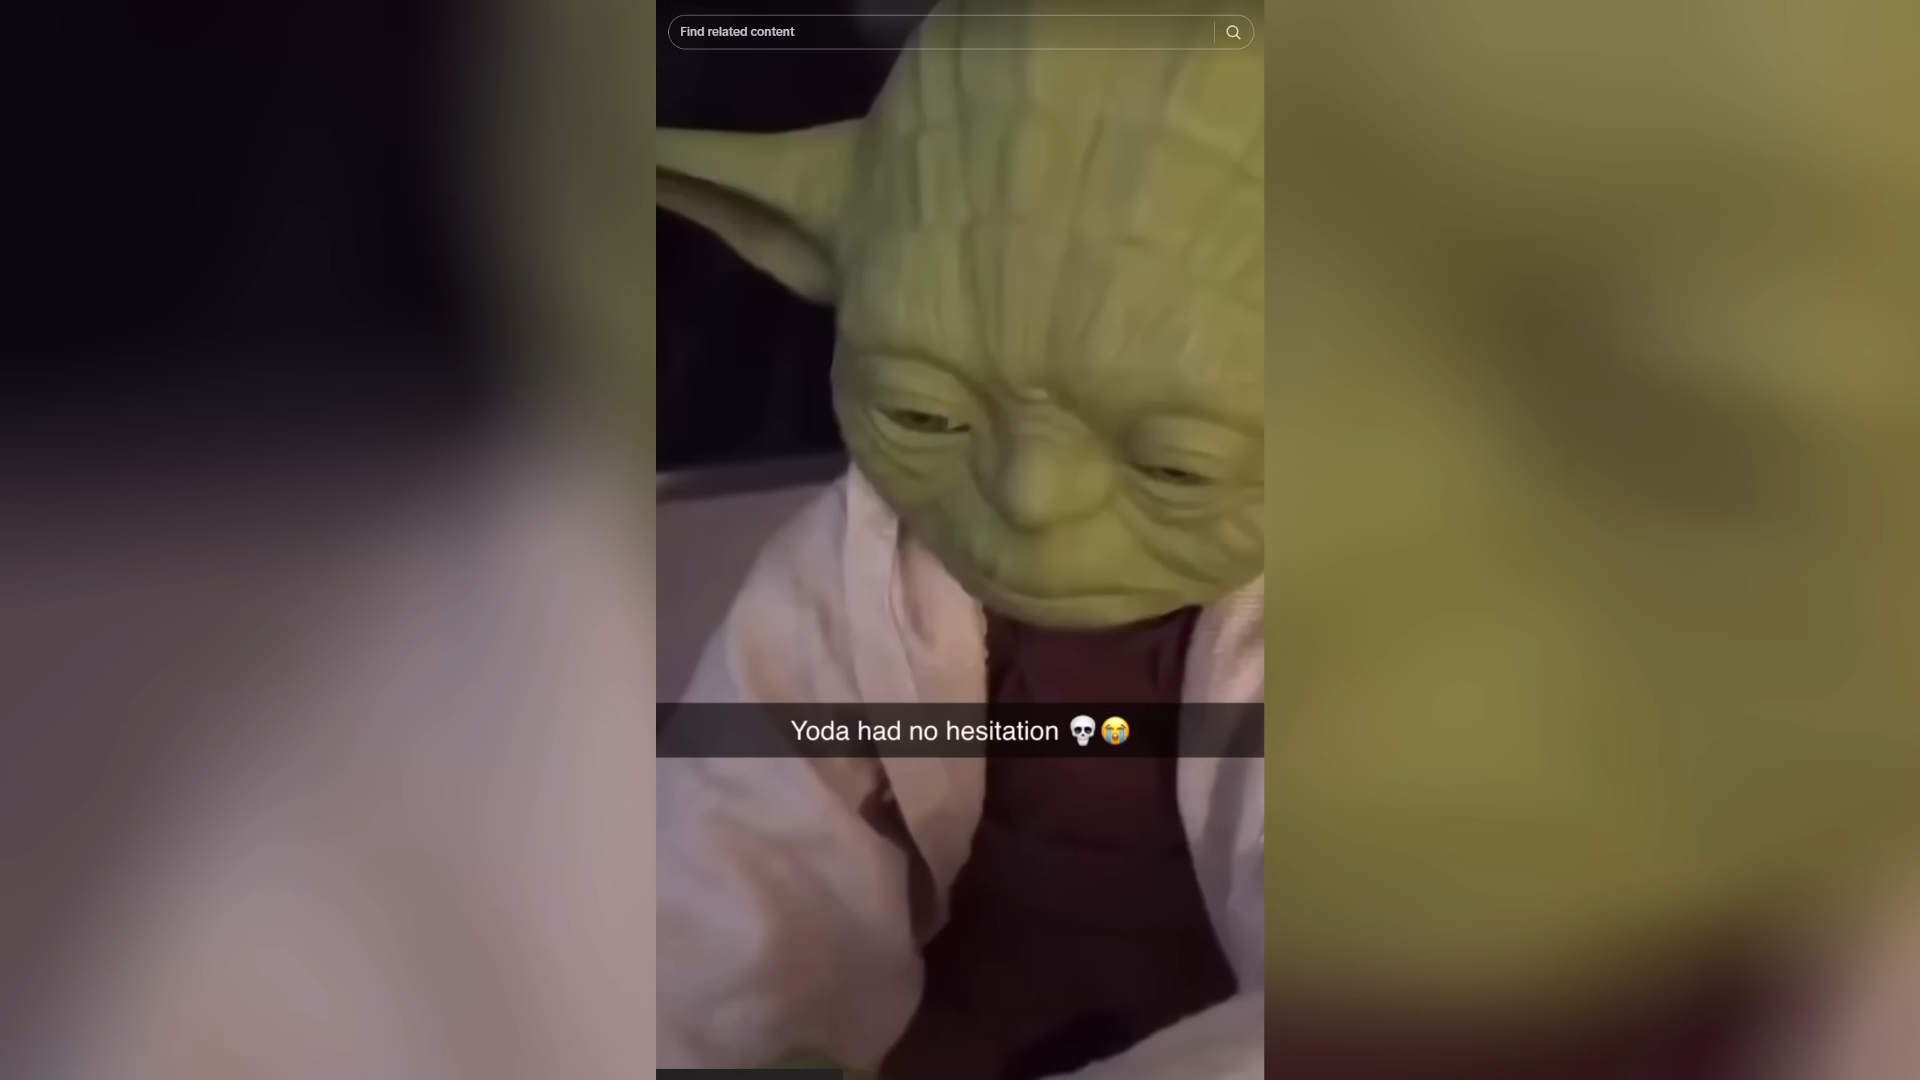 Find related content
Yoda had no hesitation 💀😭